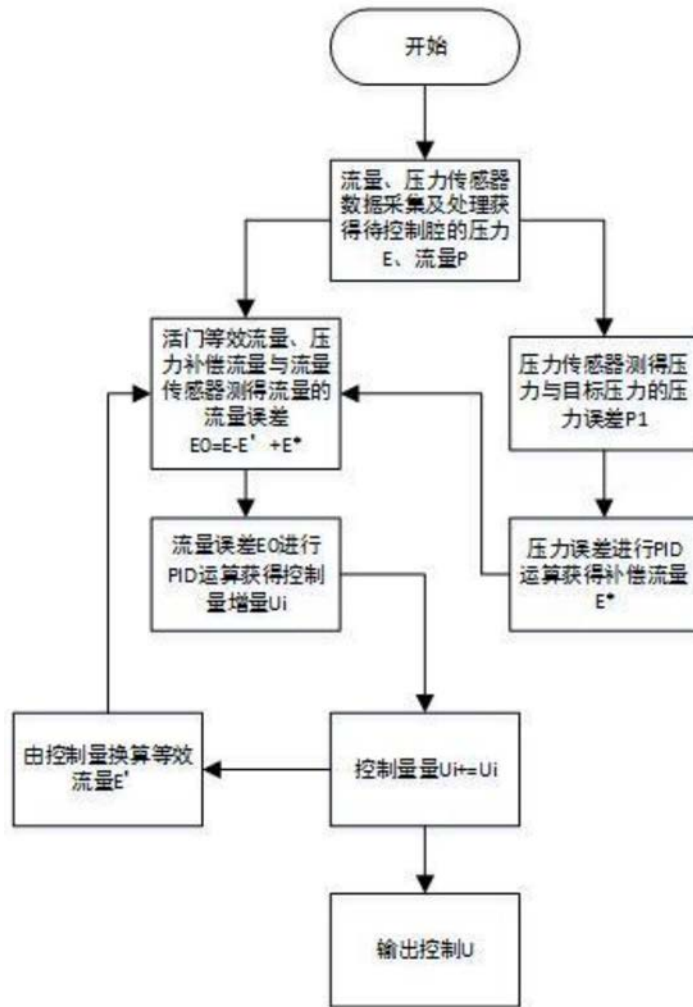 开始
流量、压力传感器
数据采集及处理获
得待控制腔的压力
E、流量P
活门等效流量、压
力补偿流量与流量
传感器测得流量的
流量误差
E0=E-E'+E*
压力传感器测得压
力与目标压力的压
力误差P1
流量误差E0进行
PID运算获得控制
量增量Ui
压力误差进行PID
运算获得补偿流量
E*
由控制量换算等效
流量E'
控制量量Ui+=Ui
输出控制U